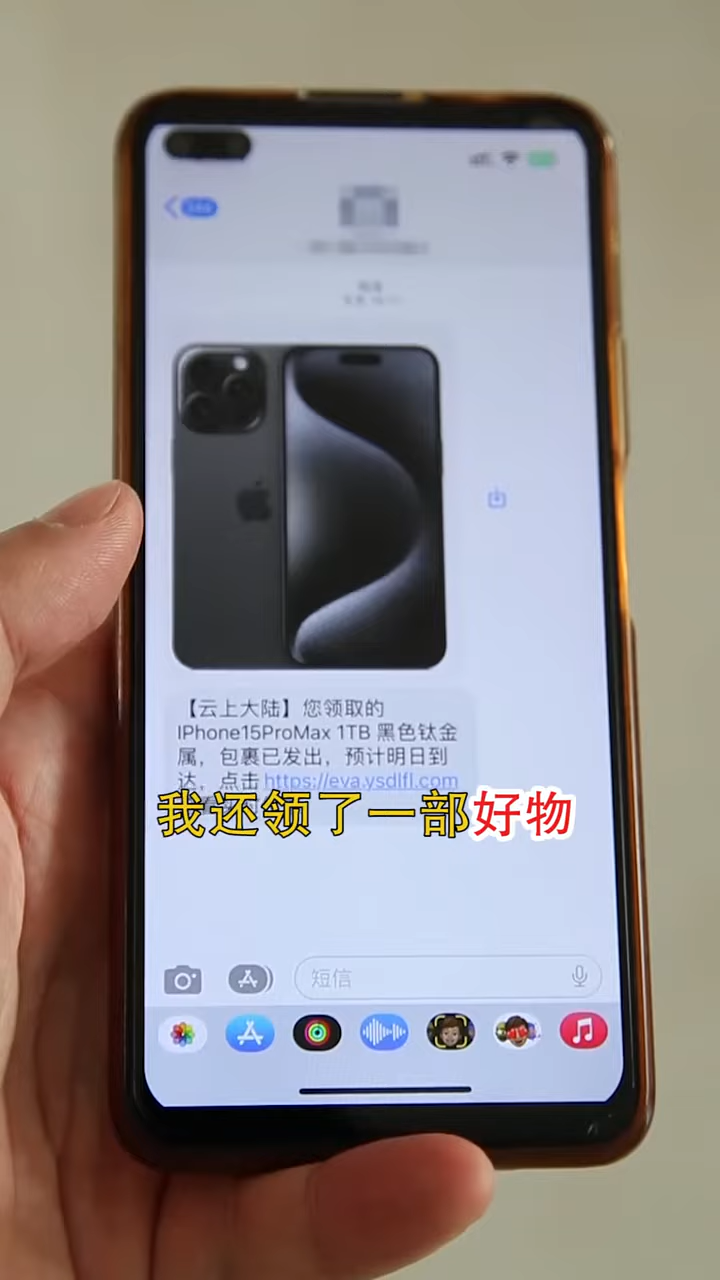 【云上大陆】您领取的
IPhone15ProMax 1TB 黑色钛金
属，包裹已发出，预计明日到
达，点击 https://eva.ysdlfl.com
我还领了一部好物
短信